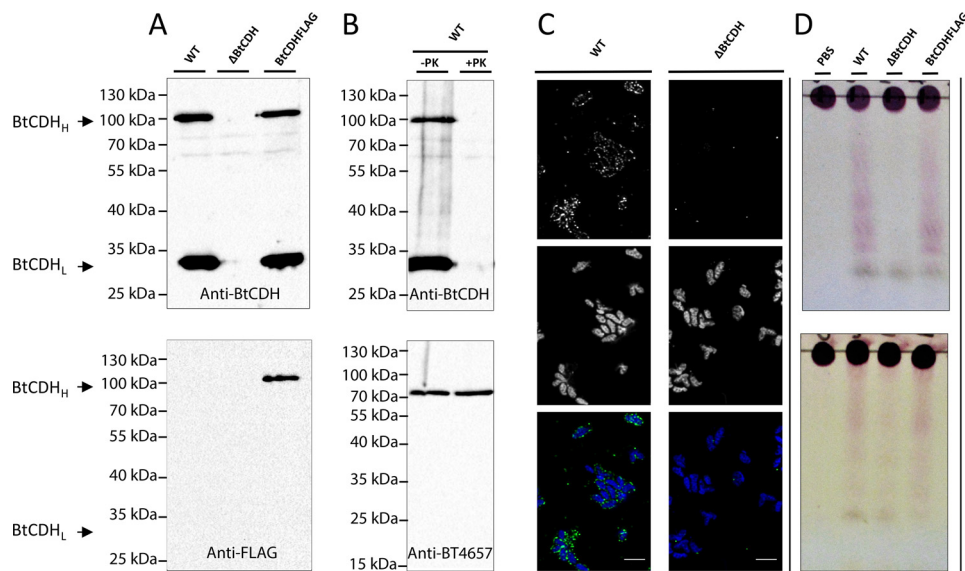 A
B
C
D
WT
ΔBtCDH
BtCDHFLAG
WT
-PK
+PK
WT
ΔBtCDH
PBS
WT
ΔBtCDH
BtCDHFLAG
BtCDHH
BtCDHL
130 kDa
100 kDa
70 kDa
55 kDa
40 kDa
35 kDa
25 kDa
Anti-BtCDH
130 kDa
100 kDa
70 kDa
55 kDa
40 kDa
35 kDa
25 kDa
Anti-BtCDH
BtCDHH
BtCDHL
130 kDa
100 kDa
70 kDa
55 kDa
40 kDa
35 kDa
25 kDa
Anti-FLAG
130 kDa
100 kDa
70 kDa
55 kDa
40 kDa
35 kDa
25 kDa
15 kDa
Anti-BT4657